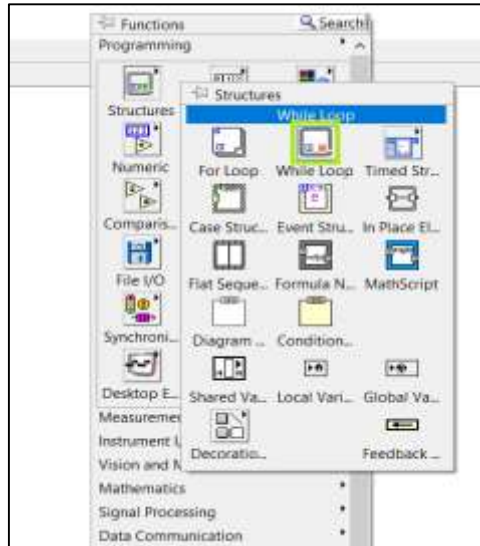 Functions
Search
Programming
Structures
Numeric
Comparis...
File I/O
Synchroni...
Desktop E...
Measuremen
Instrument I
Vision and M
Mathematics
Signal Processing
Data Communication
Structures
While Loop
For Loop While Loop Timed Str...
Case Struc... Event Stru... In Place El...
Flat Seque... Formula N... MathScript
Diagram ... Condition...
Shared Va... Local Vari... Global Va...
Decoratio... Feedback ...